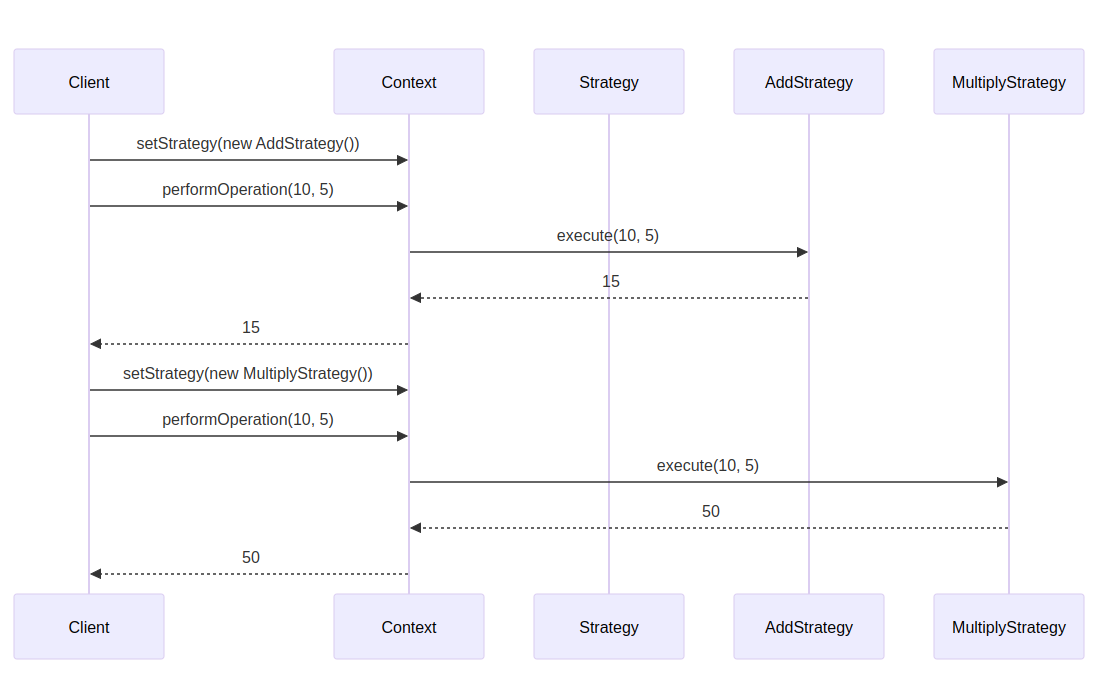 Client
Context
Strategy
AddStrategy
MultiplyStrategy
setStrategy(new AddStrategy())
performOperation(10, 5)
execute(10, 5)
15
15
setStrategy(new MultiplyStrategy())
performOperation(10, 5)
execute(10, 5)
50
50
Client
Context
Strategy
AddStrategy
MultiplyStrategy